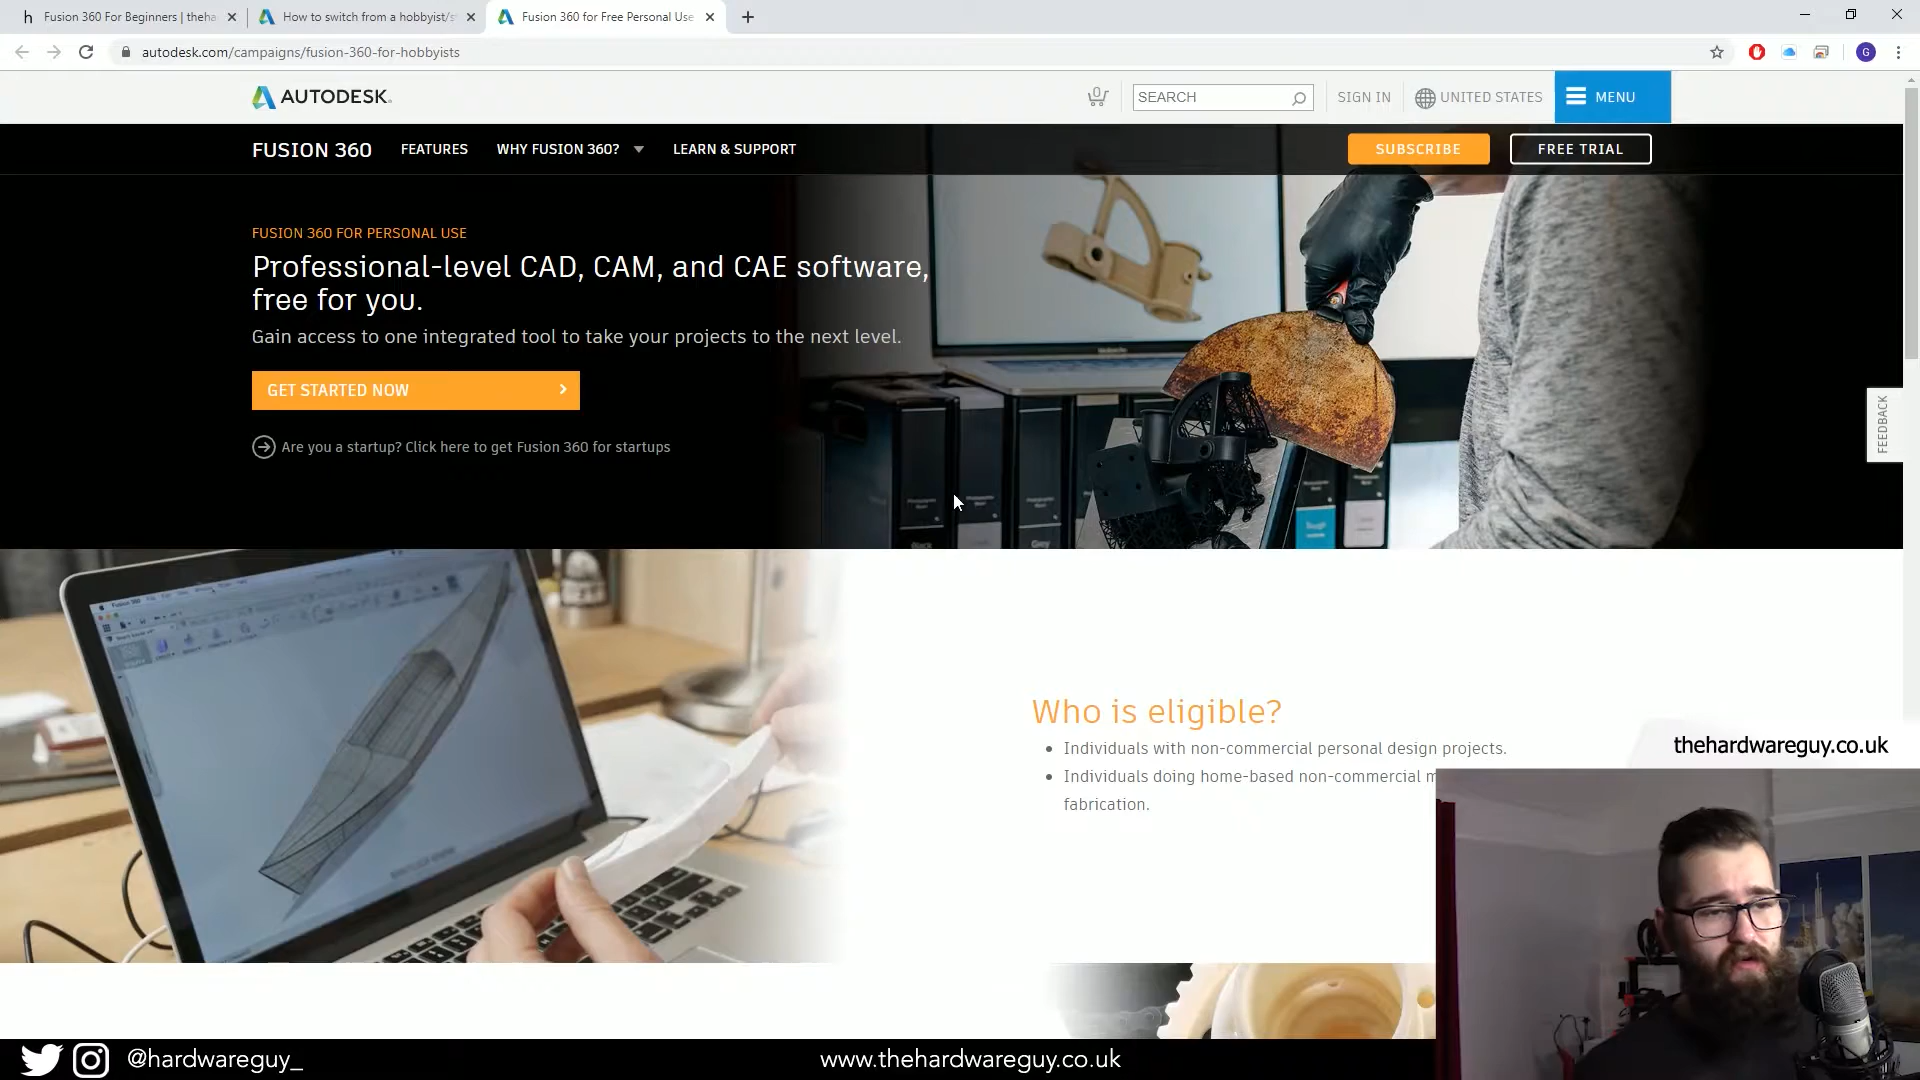 Fusion 360 For Beginners | theha
How to switch from a hobbyist/st
Fusion 360 for Free Personal Use
autodesk.com/campaigns/fusion-360-for-hobbyists
G
AUTODESK.
0
SEARCH
SIGN IN
UNITED STATES
MENU
FUSION 360
FEATURES
WHY FUSION 360?
LEARN & SUPPORT
SUBSCRIBE
FREE TRIAL
FUSION 360 FOR PERSONAL USE
Professional-level CAD, CAM, and CAE software,
free for you.
Gain access to one integrated tool to take your projects to the next level.
GET STARTED NOW
Are you a startup? Click here to get Fusion 360 for startups
FEEDBACK
Who is eligible?
Individuals with non-commercial personal design projects.
Individuals doing home-based non-commercial m
fabrication.
thehardwareguy.co.uk
@hardwareguy_
www.thehardwareguy.co.uk